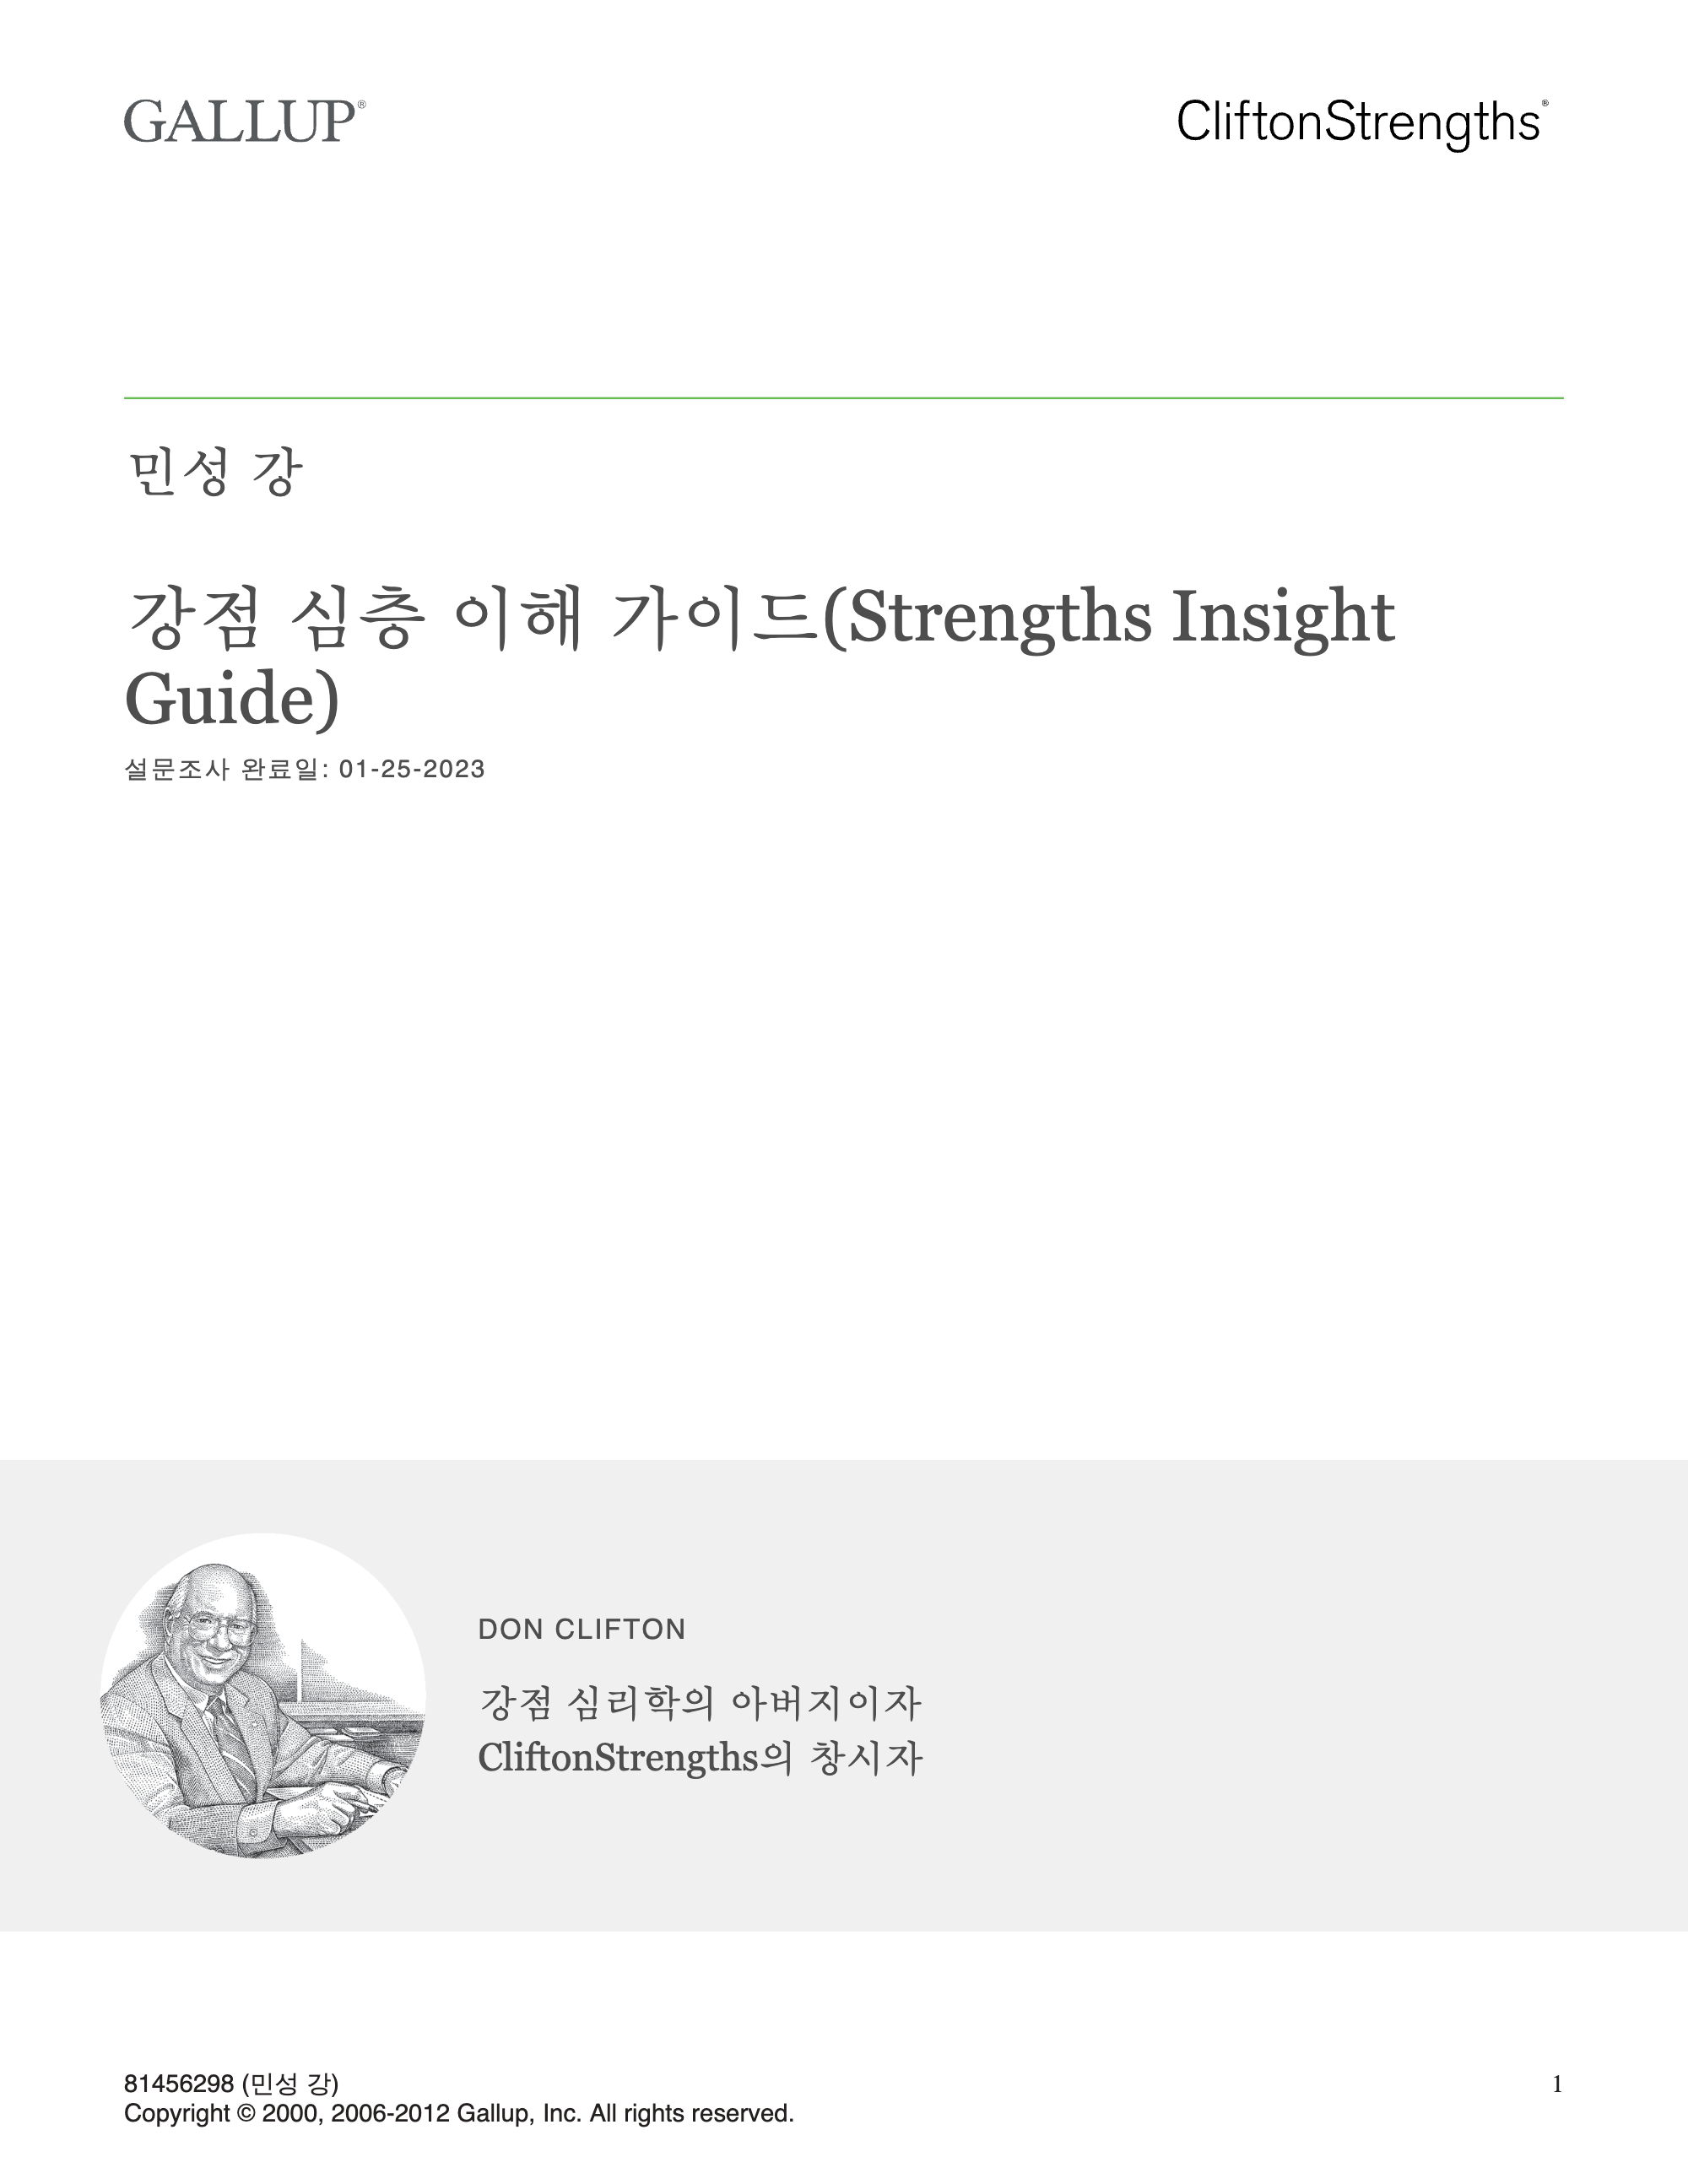 GALLUP®
CliftonStrengths®
민성 강
강점 심층 이해 가이드(Strengths Insight
Guide)
설문조사 완료일: 01-25-2023
DON CLIFTON
강점 심리학의 아버지이자
CliftonStrengths의 창시자
81456298 (민성 강)
1
Copyright © 2000, 2006-2012 Gallup, Inc. All rights reserved.